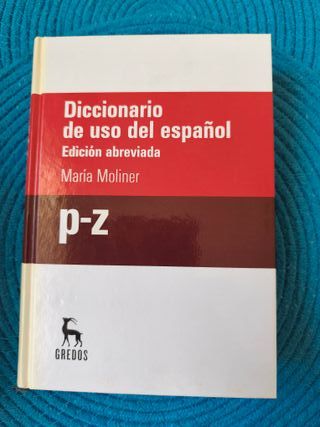 Diccionario
de uso del español
Edición abreviada
María Moliner
p-z
GREDOS